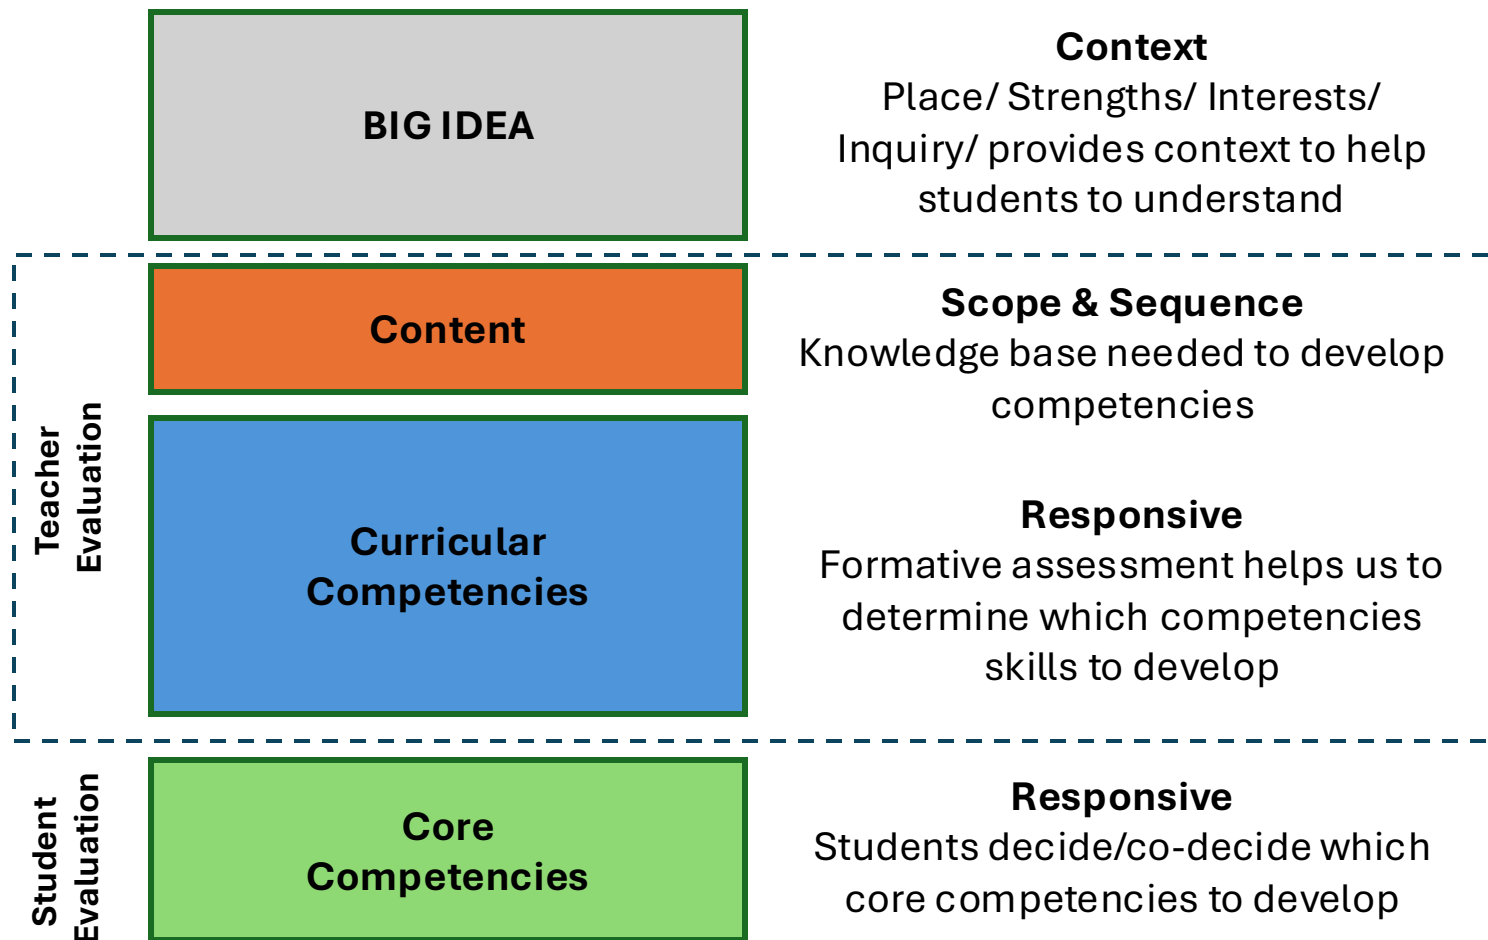 BIG IDEA
Context
Place/ Strengths/ Interests/
Inquiry/ provides context to help
students to understand
Teacher
Evaluation
Content
Scope & Sequence
Knowledge base needed to develop
competencies
Curricular
Competencies
Responsive
Formative assessment helps us to
determine which competencies
skills to develop
Student
Evaluation
Core
Competencies
Responsive
Students decide/co-decide which
core competencies to develop